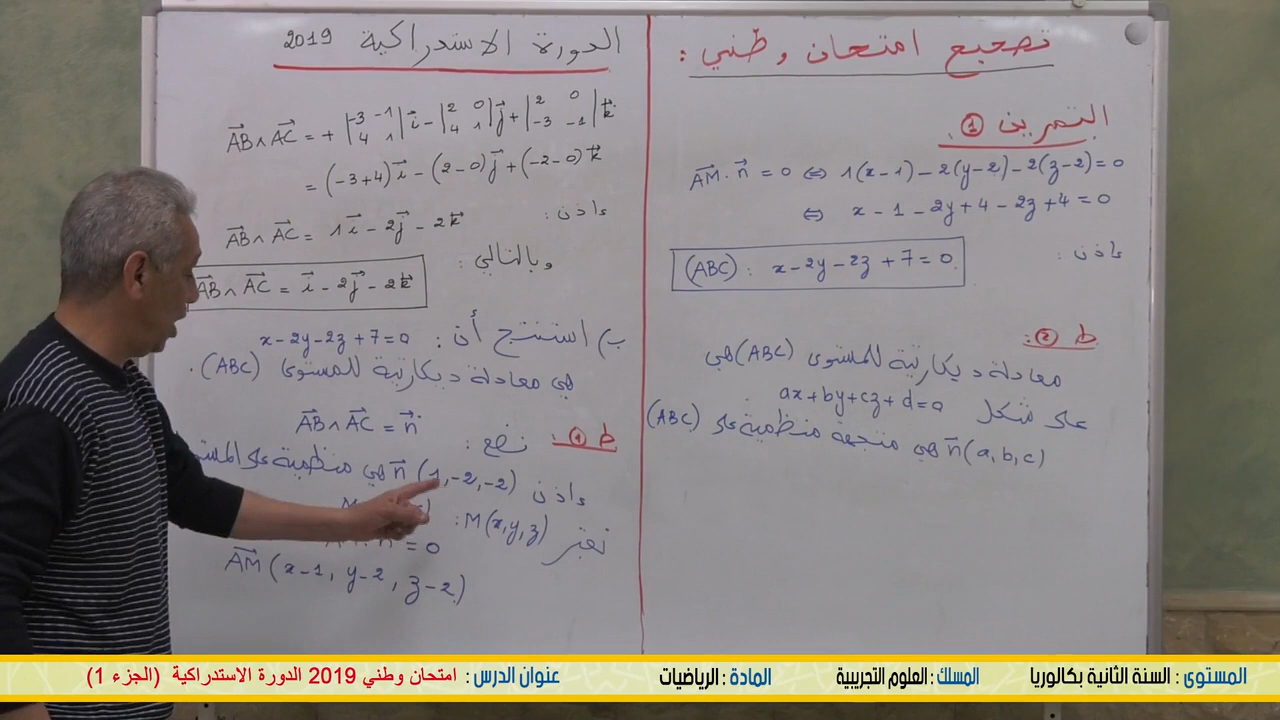 تصحيح امتحان وطني :
الدورة الاستدراكية 2019
التمرين ①
AM⃗ . n⃗ = 0 ⇔ 1(x-1)-2(y-2)-2(z-2)=0
⇔ x-1-2y+4-2z+4=0
إذن :
(ABC) : x-2y-2z+7=0
ط② :
معادلة ديكارتية للمستوى (ABC) هي
على شكل ax+by+cz+d=0 :
n⃗(a,b,c) هي متجهة منظمية على (ABC)
AB⃗∧AC⃗ = + |-3 -1; 4 1| i⃗ - |2 0; 4 1| j⃗ + |2 0; -3 -1| k⃗
= (-3+4)i⃗ - (2-0)j⃗ + (-2-0)k⃗
إذن :
AB⃗∧AC⃗ = 1i⃗ - 2j⃗ - 2k⃗
وبالتالي :
AB⃗∧AC⃗ = i⃗ - 2j⃗ - 2k⃗
ب) استنتج أن : x-2y-2z+7=0
هي معادلة ديكارتية للمستوى (ABC).
ط① : نضع : AB⃗∧AC⃗ = n⃗
إذن n⃗(1,-2,-2) هي منظمية على
نعتبر M(x,y,z) :
= 0
AM⃗(x-1, y-2, z-2)
المستوى : السنة الثانية بكالوريا
المسلك : العلوم التجريبية
المادة : الرياضيات
عنوان الدرس : امتحان وطني 2019 الدورة الاستدراكية (الجزء 1)